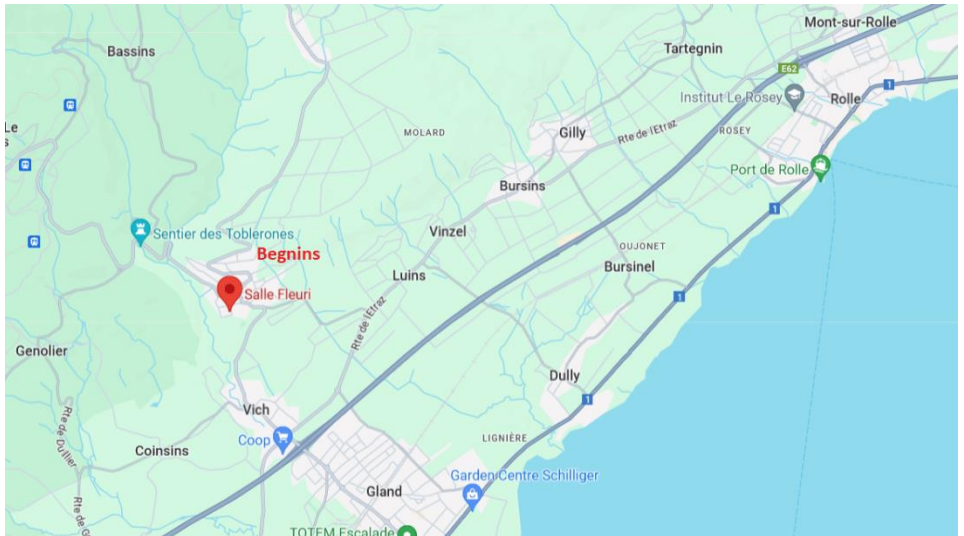 Mont-sur-Rolle
Bassins
Tartegnin
E62
1
Institut Le Rosey
Rolle
Le
s
MOLARD
Gilly
Rte de l'Etraz
ROSEY
Port de Rolle
Bursins
1
Sentier des Toblerones
Vinzel
Begnins
OUJONET
Luins
Bursinel
Salle Fleuri
1
Rte de l'Etraz
Genolier
Dully
1
Vich
Rte de Duillier
Coop
LIGNIÈRE
Coinsins
Garden Centre Schilliger
Gland
Rte de G
TOTEM Escalade